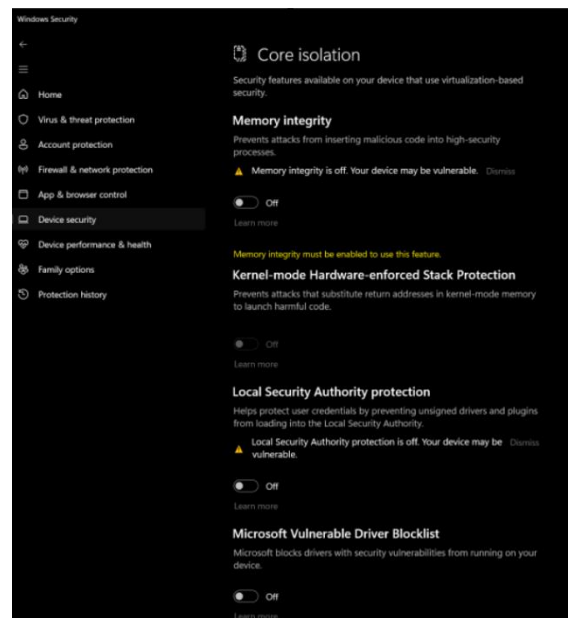 Windows Security
Home
Virus & threat protection
Account protection
Firewall & network protection
App & browser control
Device security
Device performance & health
Family options
Protection history
Core isolation
Security features available on your device that use virtualization-based
security.
Memory integrity
Prevents attacks from inserting malicious code into high-security
processes.
Memory integrity is off. Your device may be vulnerable. Dismiss
Off
Learn more
Memory integrity must be enabled to use this feature.
Kernel-mode Hardware-enforced Stack Protection
Prevents attacks that substitute return addresses in kernel-mode memory
to launch harmful code.
Off
Learn more
Local Security Authority protection
Helps protect user credentials by preventing unsigned drivers and plugins
from loading into the Local Security Authority.
Local Security Authority protection is off. Your device may be Dismiss
vulnerable.
Off
Learn more
Microsoft Vulnerable Driver Blocklist
Microsoft blocks drivers with security vulnerabilities from running on your
device.
Off
Learn more